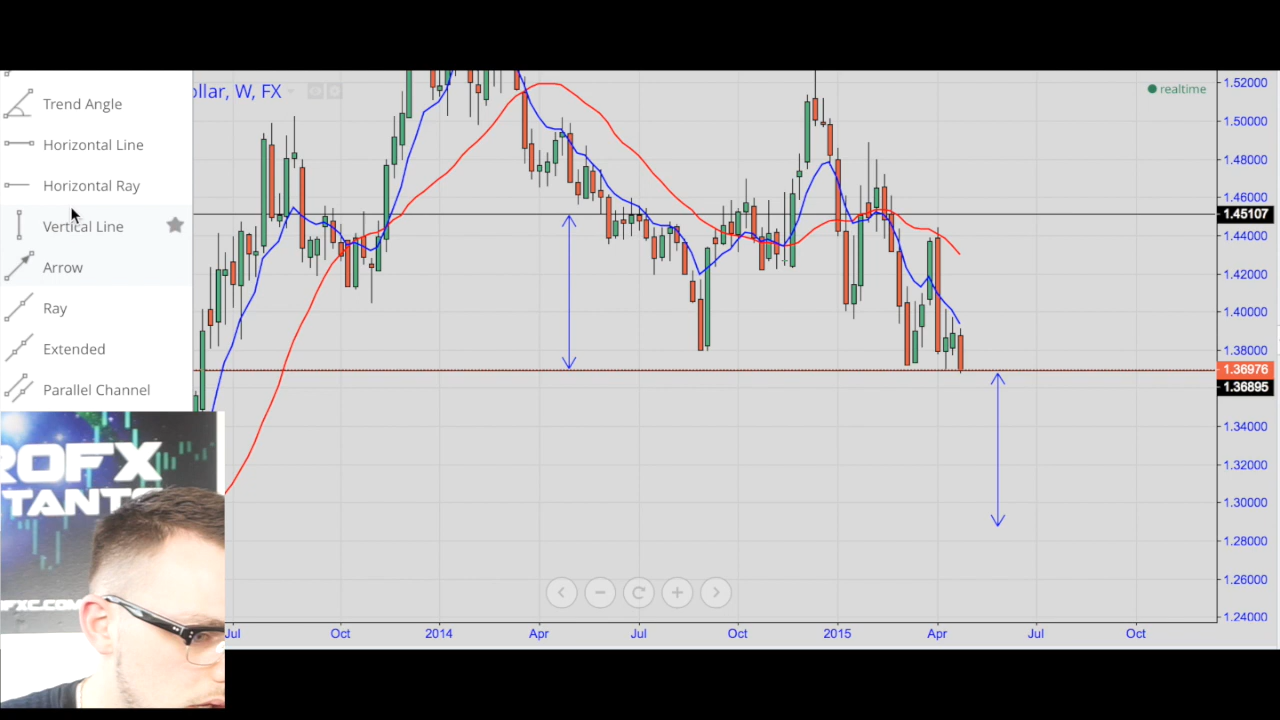 ollar, W, FX
realtime
Trend Angle
Horizontal Line
Horizontal Ray
Vertical Line
Arrow
Ray
Extended
Parallel Channel
1.52000
1.50000
1.48000
1.46000
1.45107
1.44000
1.42000
1.40000
1.38000
1.36976
1.36895
1.34000
1.32000
1.30000
1.28000
1.26000
1.24000
Jul
Oct
2014
Apr
Jul
Oct
2015
Apr
Jul
Oct
ROFX
TANTS